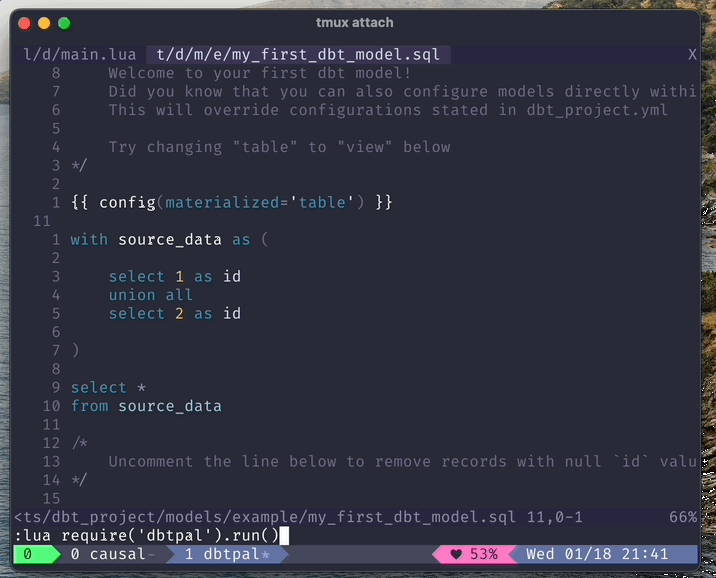 tmux attach
l/d/main.lua t/d/m/e/my_first_dbt_model.sql X
8 Welcome to your first dbt model!
7 Did you know that you can also configure models directly withi
6 This will override configurations stated in dbt_project.yml
5
4 Try changing "table" to "view" below
3 */
2
1 {{ config(materialized='table') }}
11
1 with source_data as (
2
3 select 1 as id
4 union all
5 select 2 as id
6
7 )
8
9 select *
10 from source_data
11
12 /*
13 Uncomment the line below to remove records with null `id` valu
14 */
15
<ts/dbt_project/models/example/my_first_dbt_model.sql 11,0-1 66%
:lua require('dbtpal').run()
0 0 causal- 1 dbtpal* ♥ 53% Wed 01/18 21:41